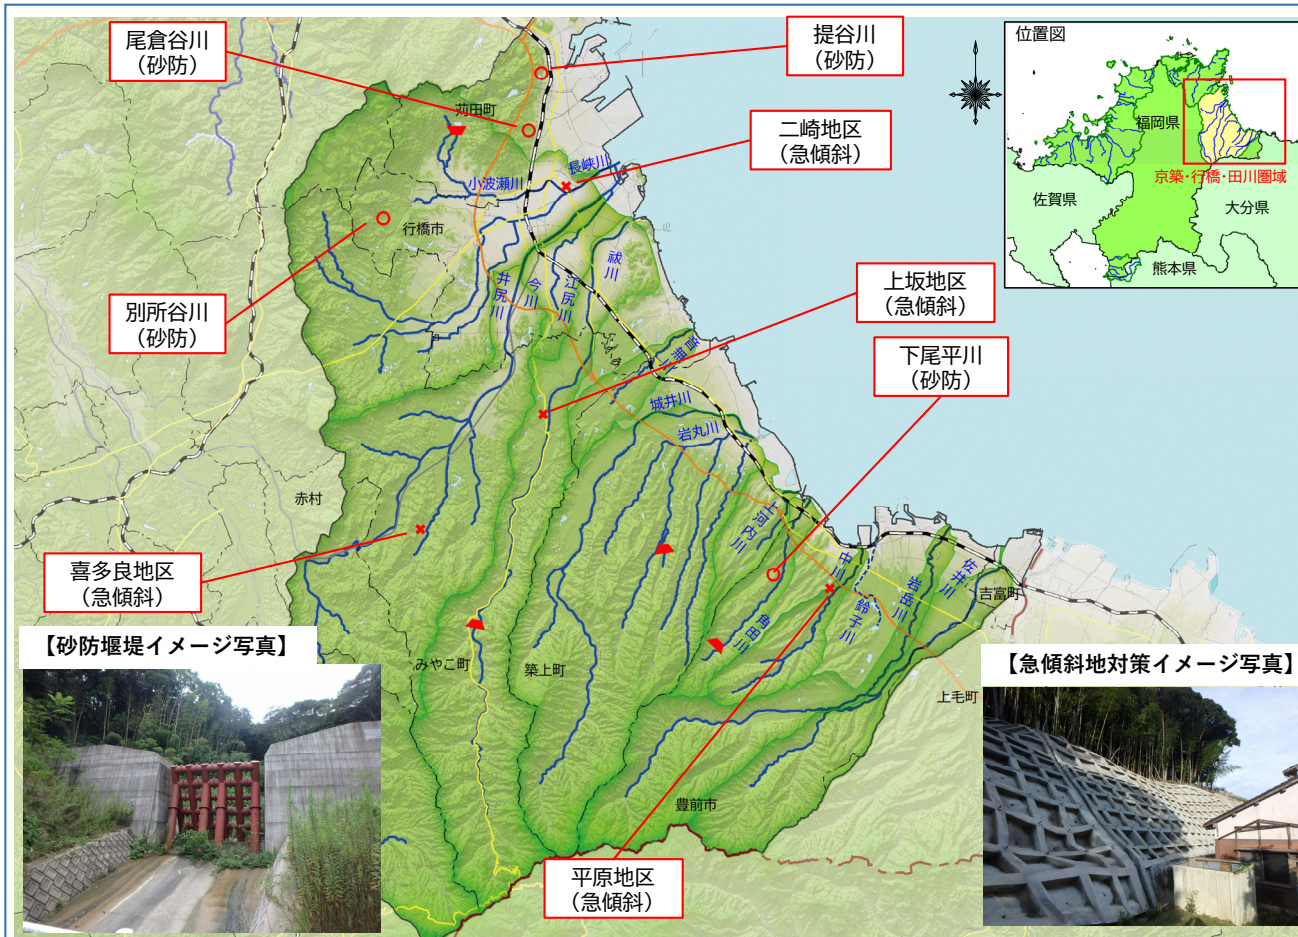 尾倉谷川
（砂防）
提谷川
（砂防）
二崎地区
（急傾斜）
位置図
福岡県
京築・行橋・田川圏域
佐賀県
大分県
熊本県
苅田町
長峡川
小波瀬川
行橋市
祓川
江尻川
今川
井尻川
別所谷川
（砂防）
上坂地区
（急傾斜）
音無川
下尾平川
（砂防）
城井川
岩丸川
赤村
上河内川
中川
鈴子川
岩岳川
佐井川
吉富町
角田川
喜多良地区
（急傾斜）
みやこ町
築上町
上毛町
豊前市
平原地区
（急傾斜）
【砂防堰堤イメージ写真】
【急傾斜地対策イメージ写真】